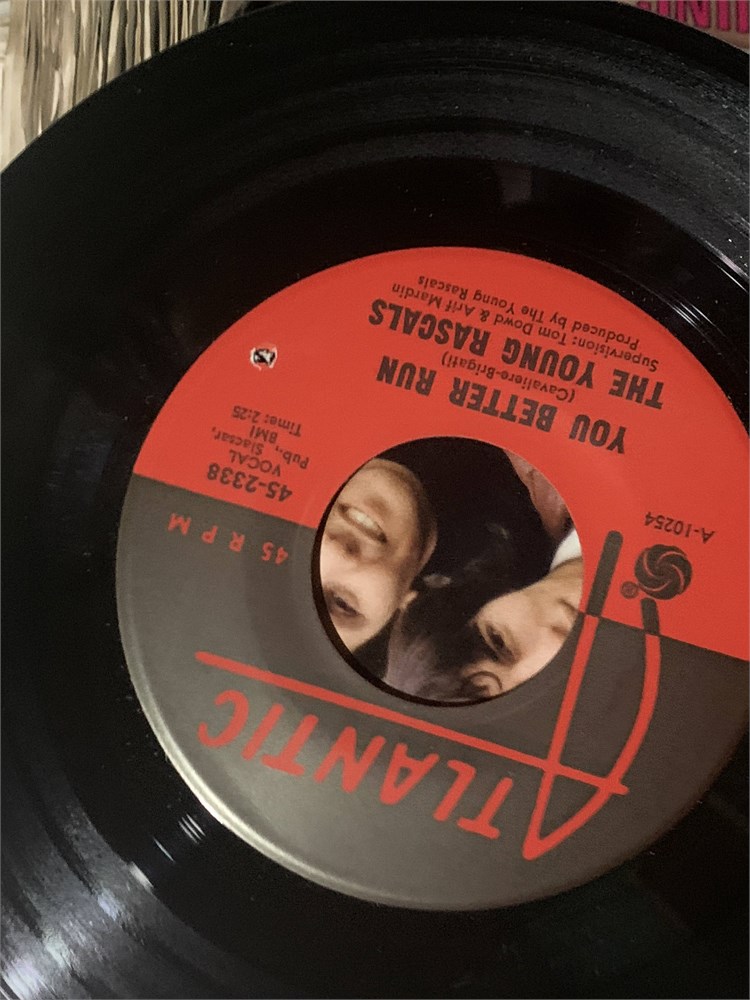 ATLANTIC
®
45 RPM
A-10254
45-2338
VOCAL
Pub., Slacsar,
BMI
Time: 2:25
YOU BETTER RUN
(Cavaliere-Brigati)
THE YOUNG RASCALS
Supervision: Tom Dowd & Arif Mardin
Produced by The Young Rascals